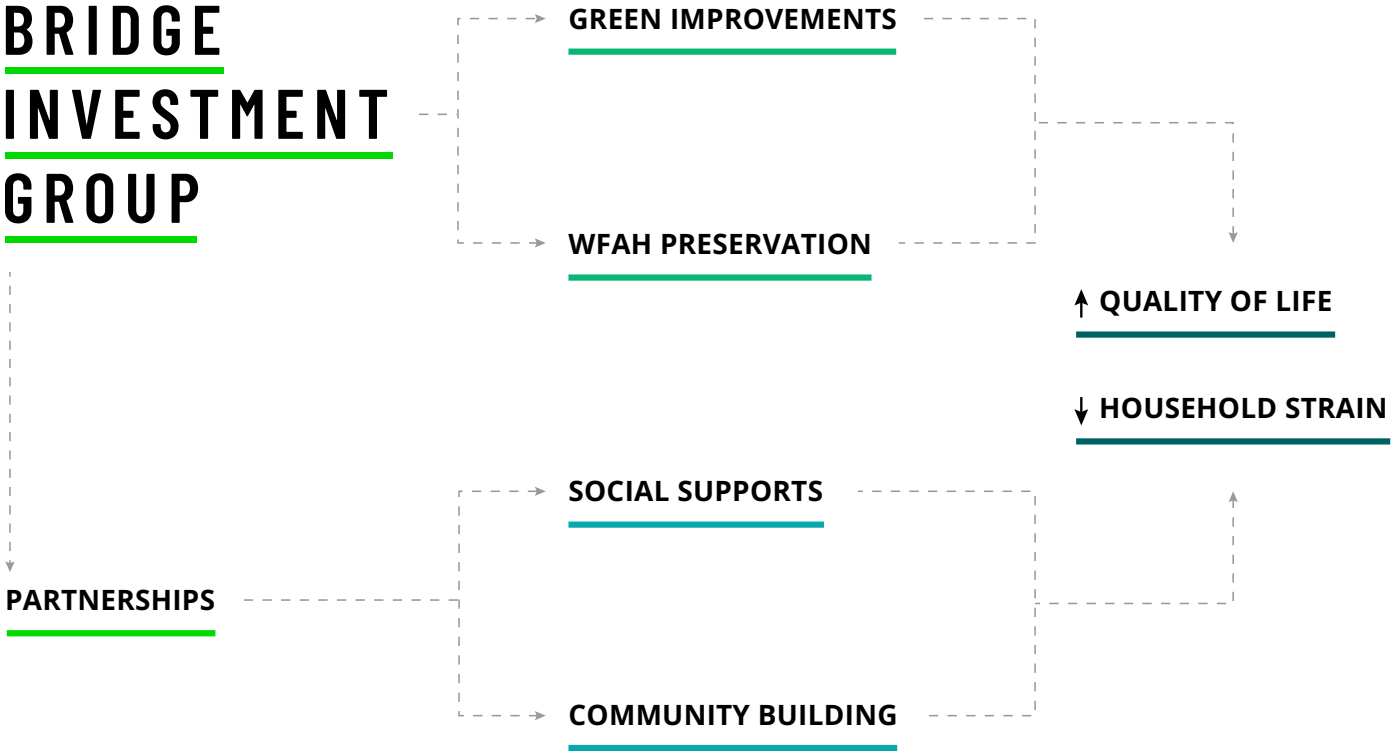 BRIDGE
INVESTMENT
GROUP
GREEN IMPROVEMENTS
WFAH PRESERVATION
QUALITY OF LIFE
HOUSEHOLD STRAIN
SOCIAL SUPPORTS
PARTNERSHIPS
COMMUNITY BUILDING